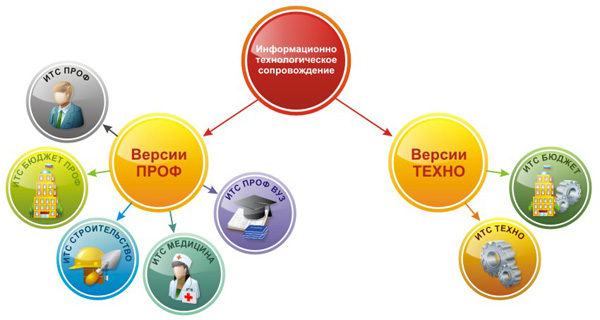 Информационно
технологическое
сопровождение
ИТС ПРОФ
Версии
ПРОФ
Версии
ТЕХНО
ИТС БЮДЖЕТ ПРОФ
ИТС ПРОФ ВУЗ
ИТС БЮДЖЕТ
ИТС СТРОИТЕЛЬСТВО
ИТС МЕДИЦИНА
ИТС ТЕХНО